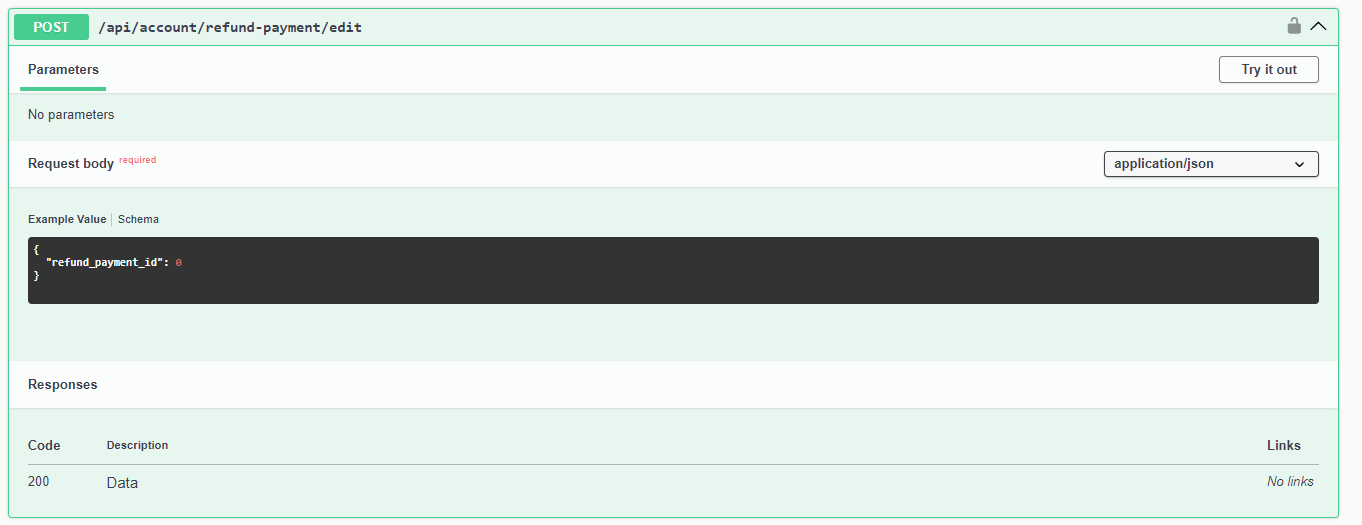 POST /api/account/refund-payment/edit
Parameters
Try it out
No parameters
Request body required
application/json
Example Value Schema
{
"refund_payment_id": 0
}
Responses
Code Description Links
200 Data No links